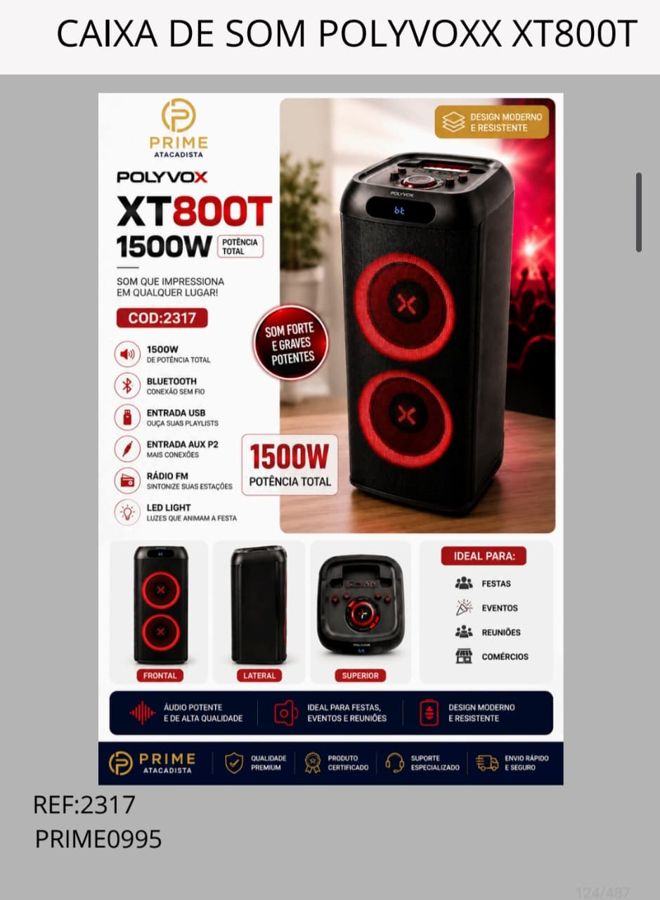 CAIXA DE SOM POLYVOXX XT800T
PRIME
ATACADISTA
DESIGN MODERNO
E RESISTENTE
POLYVOX
XT800T
1500W
POTÊNCIA
TOTAL
SOM QUE IMPRESSIONA
EM QUALQUER LUGAR!
COD:2317
SOM FORTE
E GRAVES
POTENTES
1500W
DE POTÊNCIA TOTAL
BLUETOOTH
CONEXÃO SEM FIO
ENTRADA USB
OUÇA SUAS PLAYLISTS
ENTRADA AUX P2
MAIS CONEXÕES
RÁDIO FM
SINTONIZE SUAS ESTAÇÕES
LED LIGHT
LUZES QUE ANIMAM A FESTA
1500W
POTÊNCIA TOTAL
POLYVOX
bt
FRONTAL
LATERAL
SUPERIOR
IDEAL PARA:
FESTAS
EVENTOS
REUNIÕES
COMÉRCIOS
ÁUDIO POTENTE
E DE ALTA QUALIDADE
IDEAL PARA FESTAS,
EVENTOS E REUNIÕES
DESIGN MODERNO
E RESISTENTE
PRIME
ATACADISTA
QUALIDADE
PREMIUM
PRODUTO
CERTIFICADO
SUPORTE
ESPECIALIZADO
ENVIO RÁPIDO
E SEGURO
REF:2317
PRIME0995
124/487